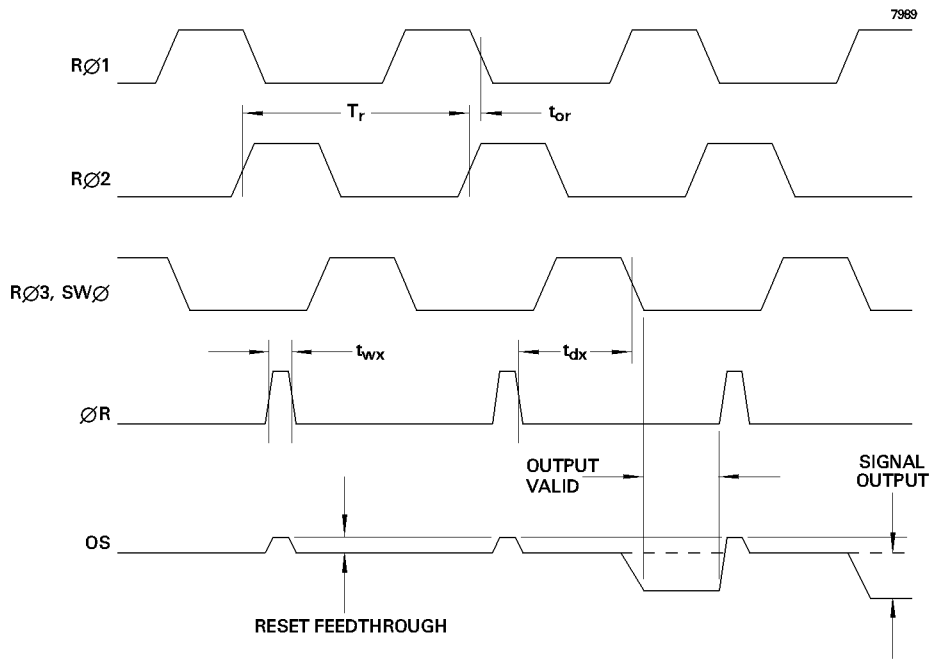 7989
RØ1
Tr
tor
RØ2
RØ3, SWØ
twx
tdx
ØR
OUTPUT
VALID
SIGNAL
OUTPUT
OS
RESET FEEDTHROUGH